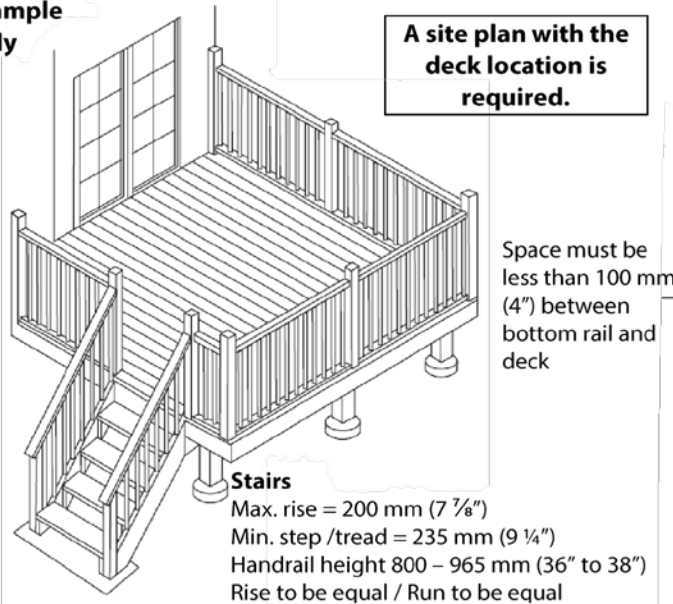 ample
ly
A site plan with the
deck location is
required.
Space must be
less than 100 mm
(4") between
bottom rail and
deck
Stairs
Max. rise = 200 mm (7 ⅞")
Min. step /tread = 235 mm (9 ¼")
Handrail height 800 – 965 mm (36" to 38")
Rise to be equal / Run to be equal